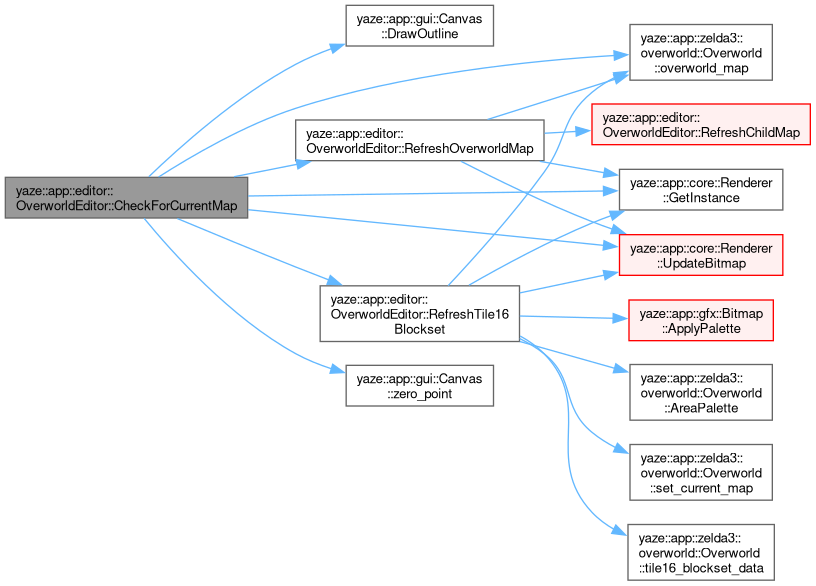 yaze::app::gui::Canvas
::DrawOutline
yaze::app::zelda3::
overworld::Overworld
::overworld_map
yaze::app::editor::
OverworldEditor::RefreshChildMap
yaze::app::editor::
OverworldEditor::RefreshOverworldMap
yaze::app::editor::
OverworldEditor::CheckForCurrentMap
yaze::app::core::Renderer
::GetInstance
yaze::app::core::Renderer
::UpdateBitmap
yaze::app::editor::
OverworldEditor::RefreshTile16
Blockset
yaze::app::gfx::Bitmap
::ApplyPalette
yaze::app::gui::Canvas
::zero_point
yaze::app::zelda3::
overworld::Overworld
::AreaPalette
yaze::app::zelda3::
overworld::Overworld
::set_current_map
yaze::app::zelda3::
overworld::Overworld
::tile16_blockset_data